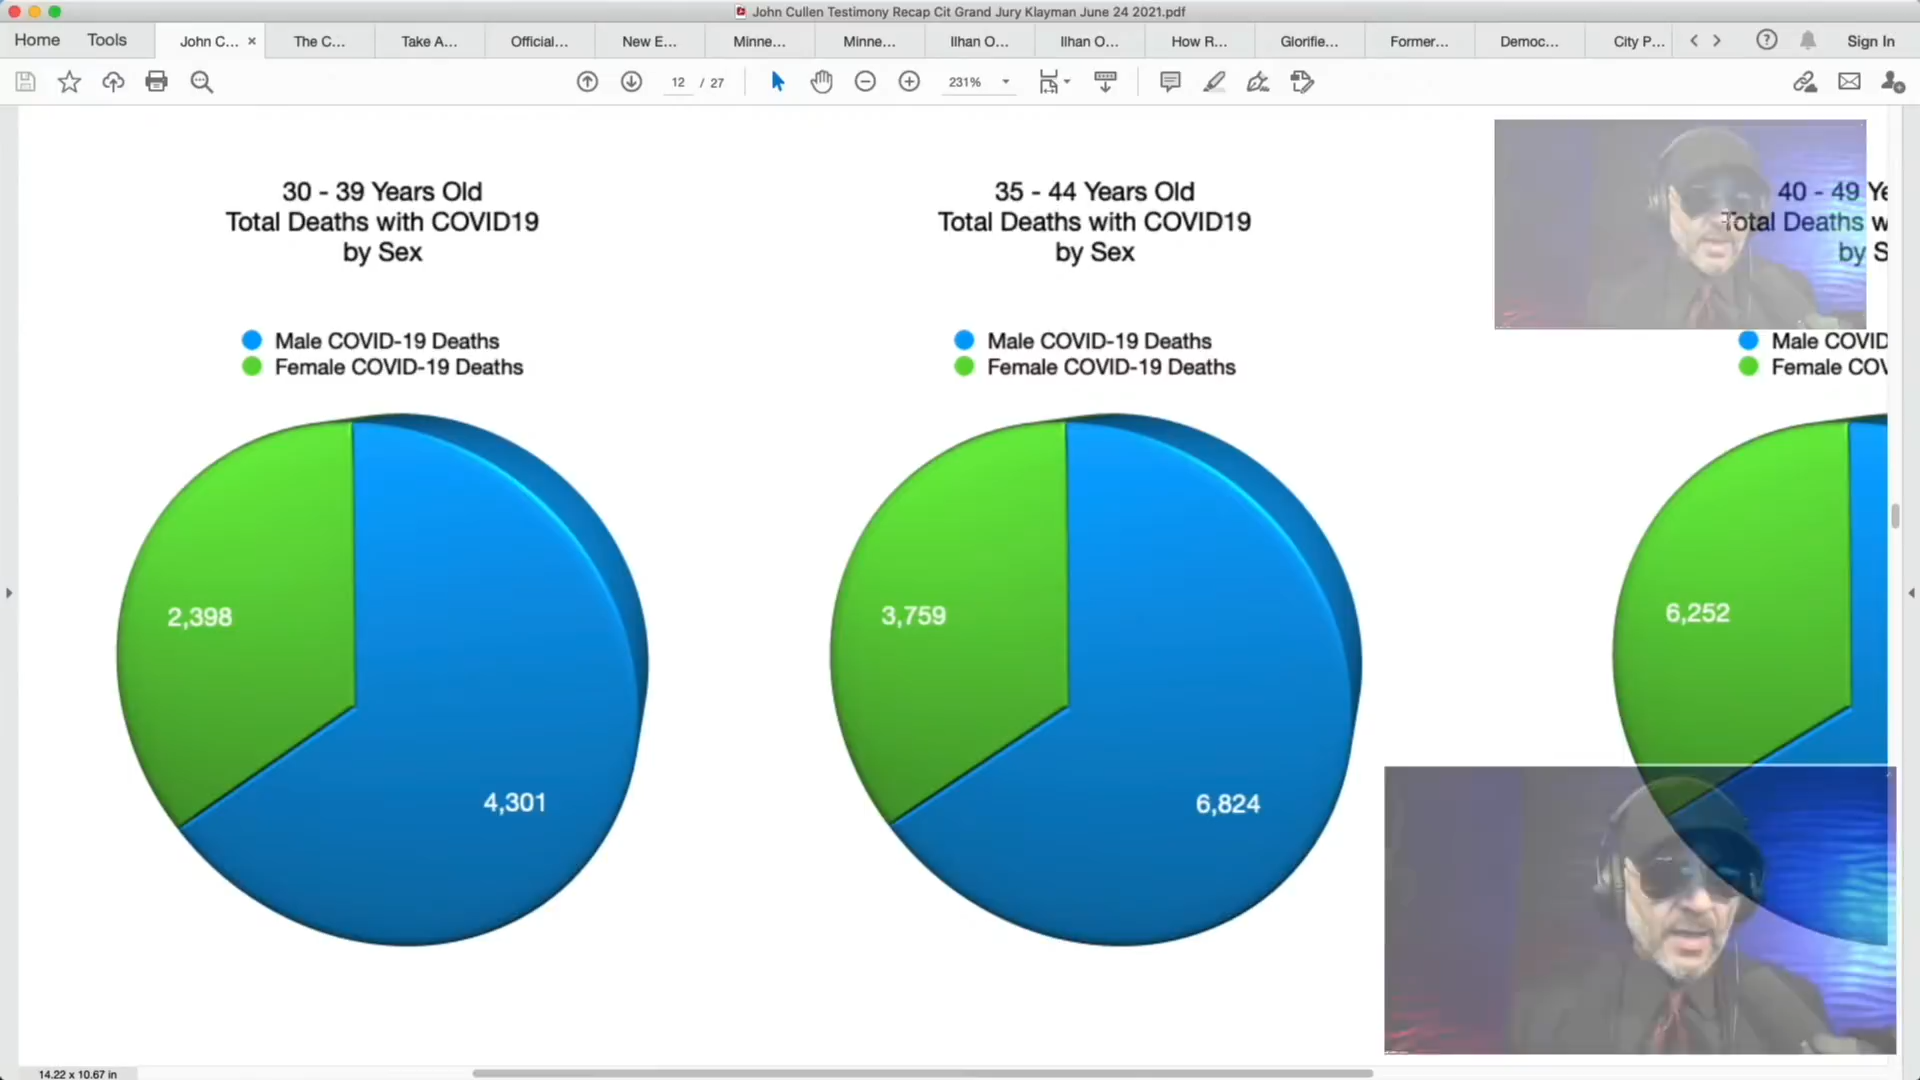 John Cullen Testimony Recap Cit Grand Jury Klayman June 24 2021.pdf
Home Tools John C... × The C... Take A... Official... New E... Minne... Minne... Ilhan O... Ilhan O... How R... Glorifie... Former... Democ... City P... Sign In
12 / 27 231%
30 - 39 Years Old
Total Deaths with COVID19
by Sex
Male COVID-19 Deaths
Female COVID-19 Deaths
2,398
4,301
35 - 44 Years Old
Total Deaths with COVID19
by Sex
Male COVID-19 Deaths
Female COVID-19 Deaths
3,759
6,824
40 - 49 Ye
Total Deaths w
by S
Male COVID
Female COV
6,252
14.22 x 10.67 in